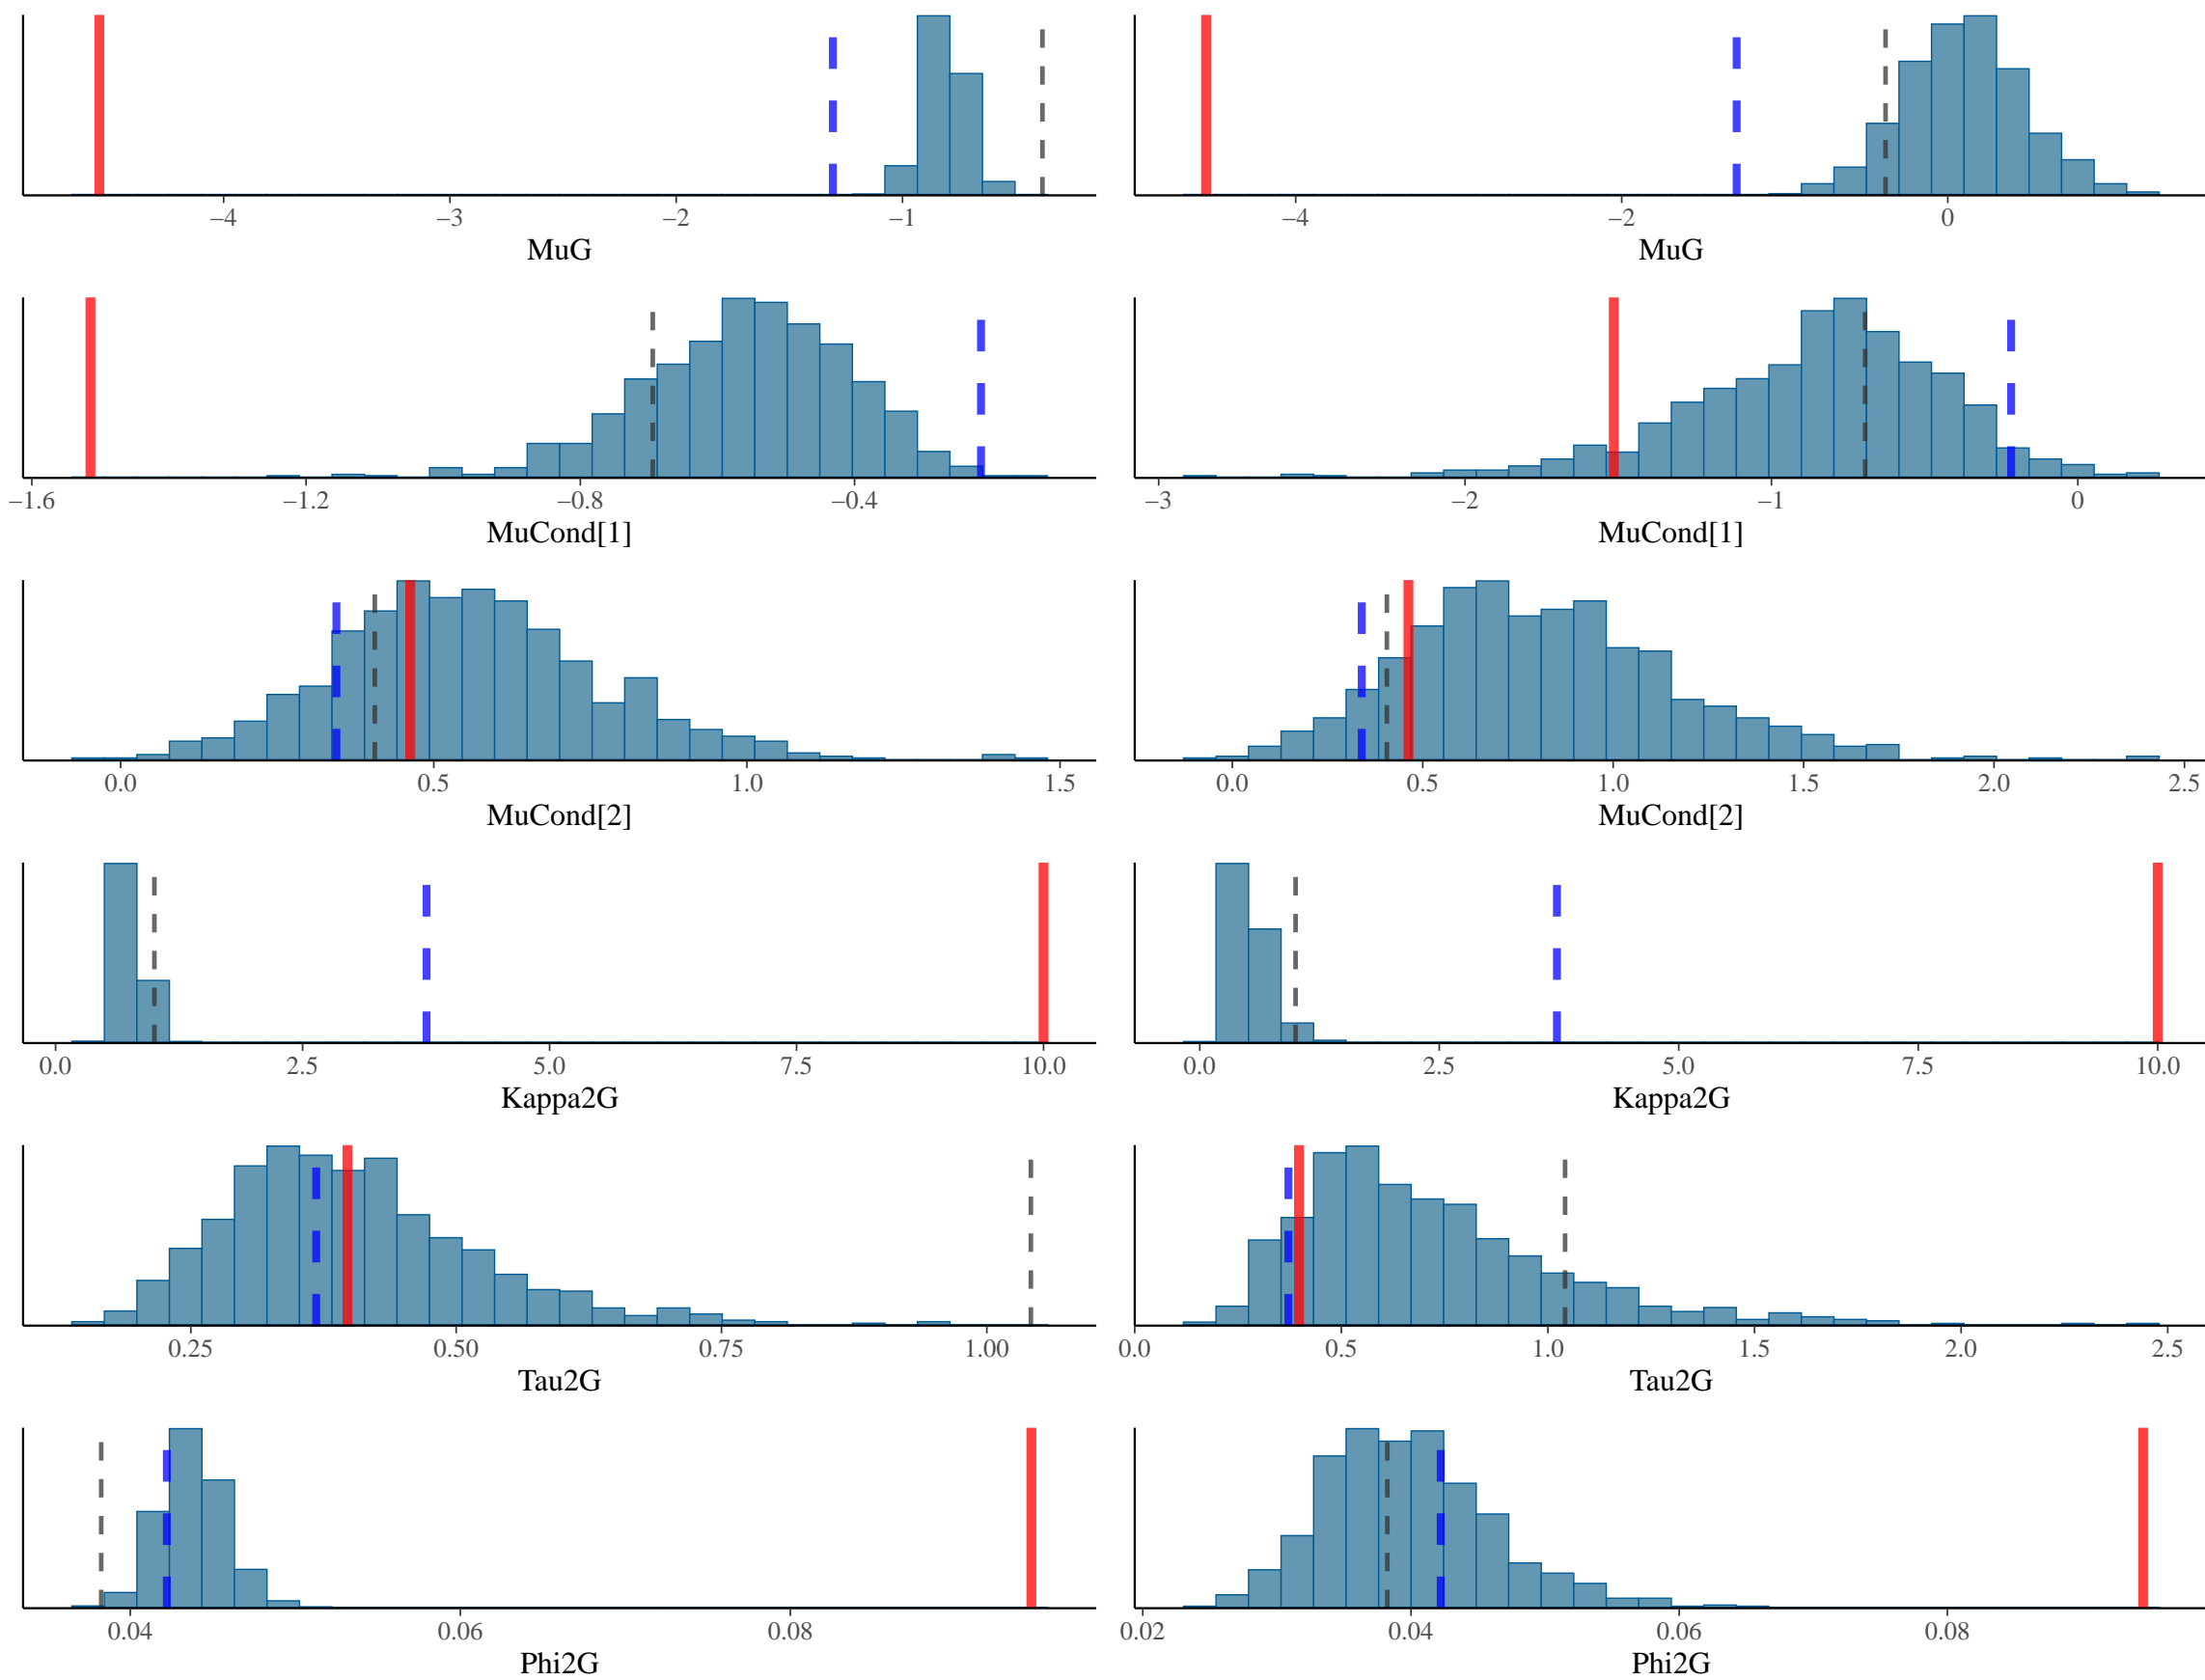 −4 −3 −2 −1
MuG
−4 −2 0
MuG
−1.6 −1.2 −0.8 −0.4
MuCond[1]
−3 −2 −1 0
MuCond[1]
0.0 0.5 1.0 1.5
MuCond[2]
0.0 0.5 1.0 1.5 2.0 2.5
MuCond[2]
0.0 2.5 5.0 7.5 10.0
Kappa2G
0.0 2.5 5.0 7.5 10.0
Kappa2G
0.25 0.50 0.75 1.00
Tau2G
0.0 0.5 1.0 1.5 2.0 2.5
Tau2G
0.04 0.06 0.08
Phi2G
0.02 0.04 0.06 0.08
Phi2G